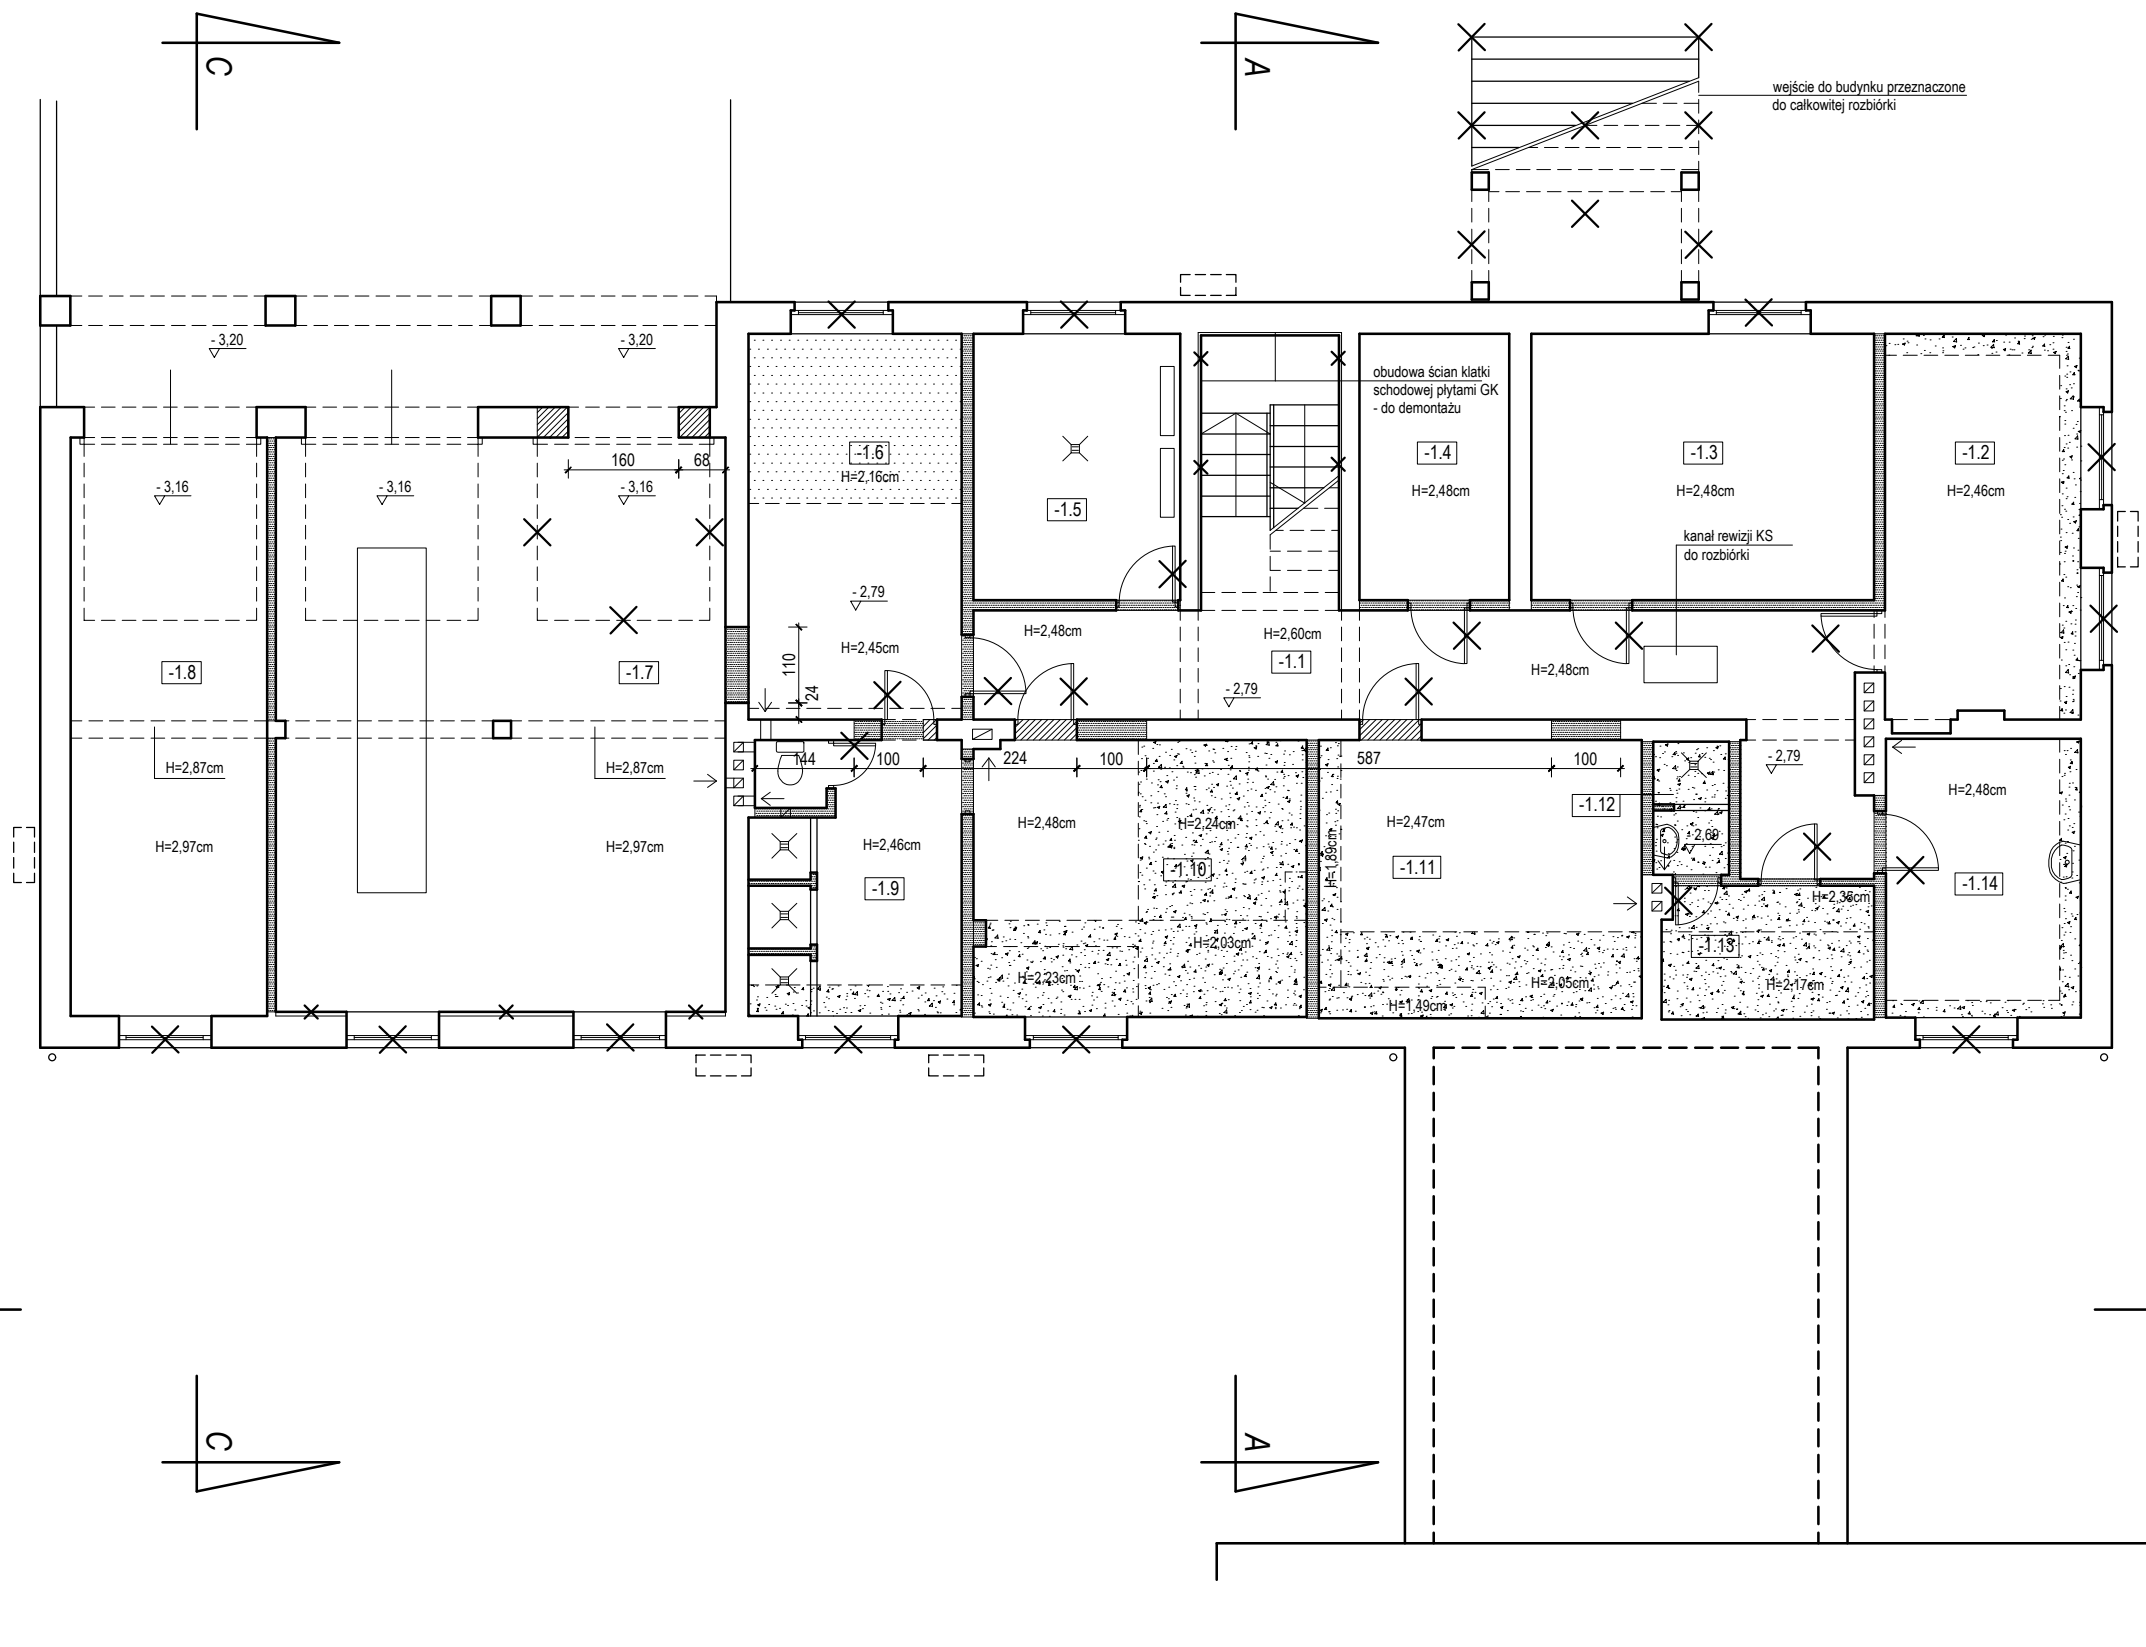 C
A
wejście do budynku przeznaczone
do całkowitej rozbiórki
- 3,20
- 3,20
obudowa ścian klatki
schodowej płytami GK
- do demontażu
-1.6
H=2,16cm
-1.4
H=2,48cm
-1.3
H=2,48cm
-1.2
H=2,46cm
160
68
- 3,16
- 3,16
- 3,16
-1.5
kanał rewizji KS
do rozbiórki
- 2,79
H=2,45cm
H=2,48cm
H=2,60cm
-1.1
H=2,48cm
- 2,79
110
24
-1.8
-1.7
H=2,87cm
H=2,87cm
144
100
224
100
587
100
- 2,79
H=2,48cm
-1.12
H=2,97cm
H=2,97cm
H=2,46cm
-1.9
H=2,48cm
H=2,24cm
-1.10
H=1,89cm
H=2,47cm
-1.11
- 2,69
-1.14
H=2,35cm
H=2,03cm
-1.13
H=2,23cm
H=2,05cm
H=2,17cm
H=1,49cm
C
A